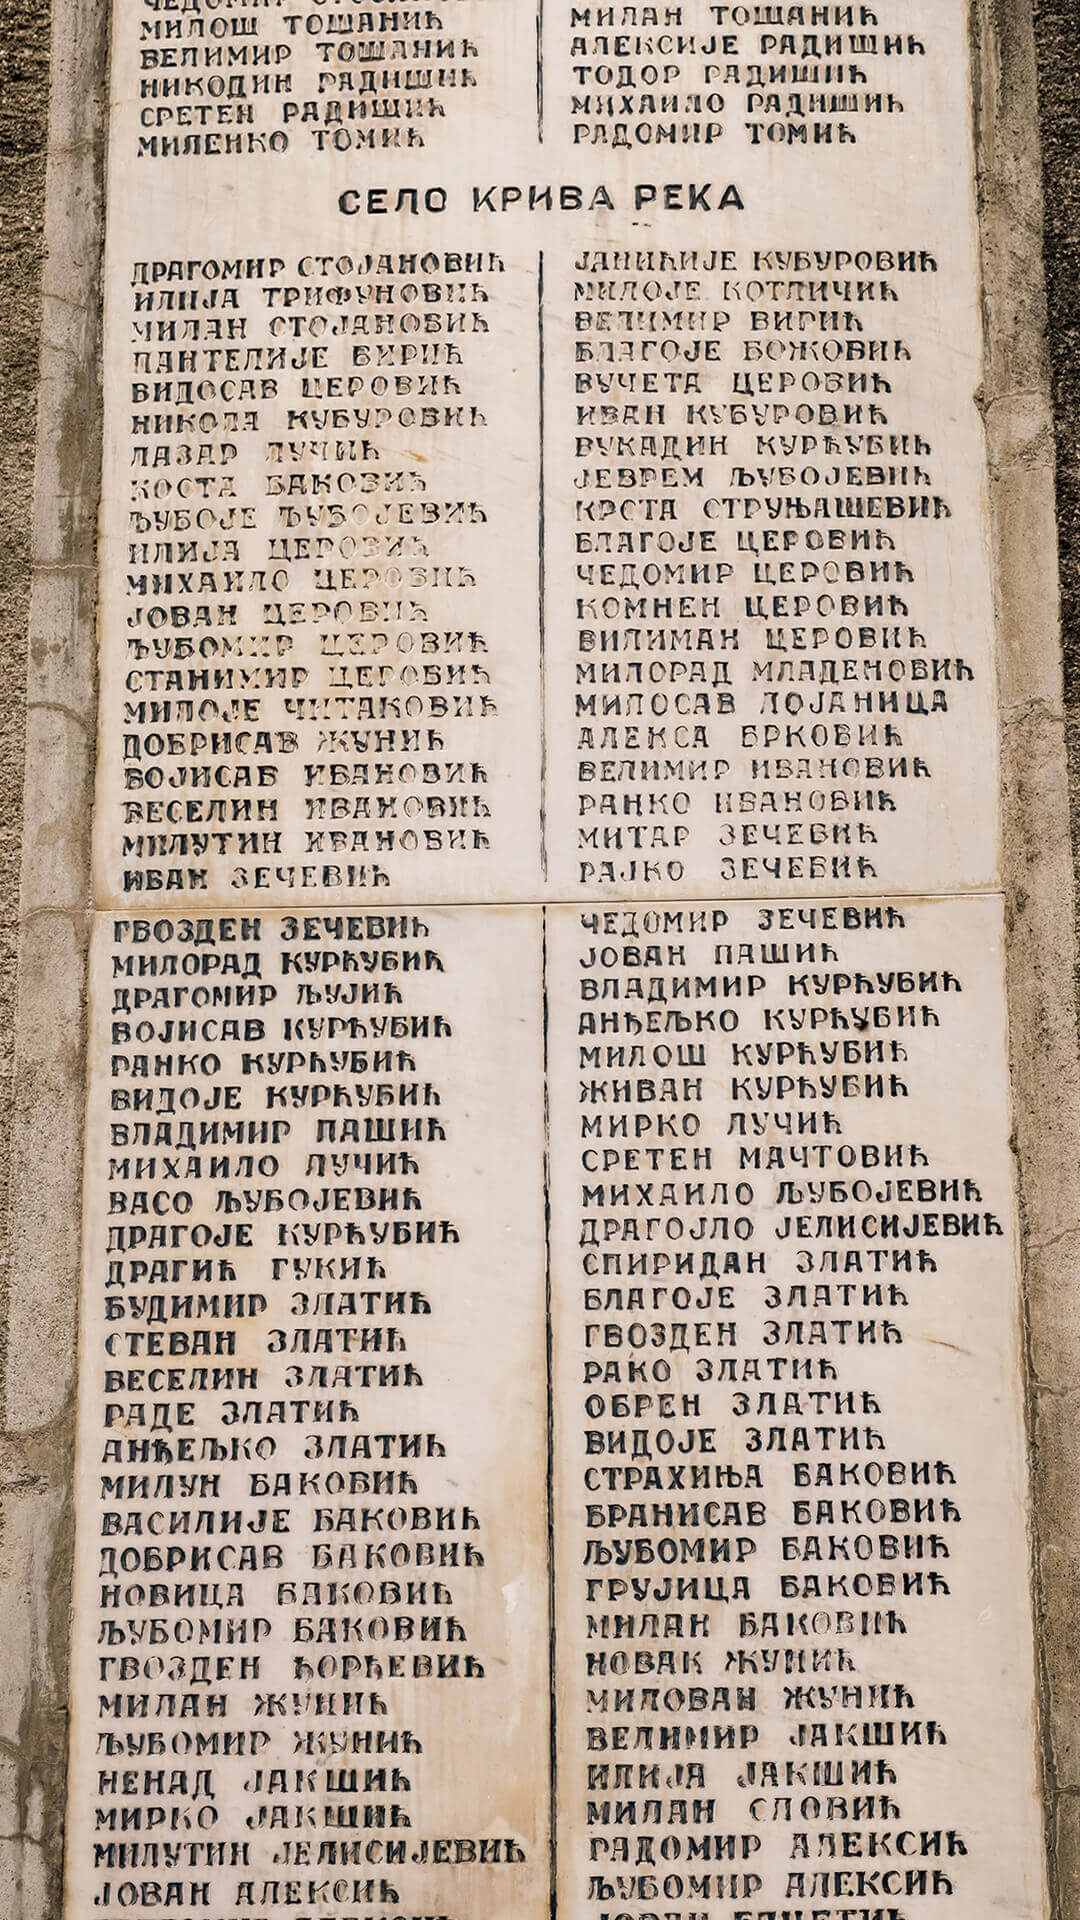 МИЛОШ ТОШАНИЋ
ВЕЛИМИР ТОШАНИЋ
НИКОДИН РАДИШИЋ
СРЕТЕН РАДИШИЋ
МИЛЕНКО ТОМИЋ
МИЛАН ТОШАНИЋ
АЛЕКСИЈЕ РАДИШИЋ
ТОДОР РАДИШИЋ
МИХАИЛО РАДИШИЋ
РАДОМИР ТОМИЋ
СЕЛО КРИВА РЕКА
ДРАГОМИР СТОЈАНОВИЋ
ИЛИЈА ТРИФУНОВИЋ
МИЛАН СТОЈАНОВИЋ
ПАНТЕЛИЈЕ ВИРИЋ
ВИДОСАВ ЦЕРОВИЋ
НИКОЛА КУБУРОВИЋ
ЛАЗАР ЛУЧИЋ
КОСТА БАКОВИЋ
ЉУБОЈЕ ЉУБОЈЕВИЋ
ИЛИЈА ЦЕРОВИЋ
МИХАИЛО ЦЕРОВИЋ
ЈОВАН ЦЕРОВИЋ
ЉУБОМИР ЦЕРОВИЋ
СТАНИМИР ЦЕРОВИЋ
МИЛОЈЕ ЧИТАКОВИЋ
ДОБРИСАВ ЖУНИЋ
ВОЈИСАВ ИВАНОВИЋ
ВЕСЕЛИН ИВАНОВИЋ
МИЛУТИН ИВАНОВИЋ
ИВАН ЗЕЧЕВИЋ
ГВОЗДЕН ЗЕЧЕВИЋ
МИЛОРАД КУРЋУБИЋ
ДРАГОМИР ЉУЈИЋ
ВОЈИСАВ КУРЋУБИЋ
РАНКО КУРЋУБИЋ
ВИДОЈЕ КУРЋУБИЋ
ВЛАДИМИР ПАШИЋ
МИХАИЛО ЛУЧИЋ
ВАСО ЉУБОЈЕВИЋ
ДРАГОЈЕ КУРЋУБИЋ
ДРАГИЋ ГУКИЋ
БУДИМИР ЗЛАТИЋ
СТЕВАН ЗЛАТИЋ
ВЕСЕЛИН ЗЛАТИЋ
РАДЕ ЗЛАТИЋ
АНЂЕЉКО ЗЛАТИЋ
МИЛУН БАКОВИЋ
ВАСИЛИЈЕ БАКОВИЋ
ДОБРИСАВ БАКОВИЋ
НОВИЦА БАКОВИЋ
ЉУБОМИР БАКОВИЋ
ГВОЗДЕН ЂОРЂЕВИЋ
МИЛАН ЖУНИЋ
ЉУБОМИР ЖУНИЋ
НЕНАД ЈАКШИЋ
МИРКО ЈАКШИЋ
МИЛУТИН ЈЕЛИСИЈЕВИЋ
ЈОВАН АЛЕКСИЋ
ЈАНИЋИЈЕ КУБУРОВИЋ
МИЛОЈЕ КОТЛИЧИЋ
ВЕЛИМИР ВИРИЋ
БЛАГОЈЕ БОЖОВИЋ
ВУЧЕТА ЦЕРОВИЋ
ИВАН КУБУРОВИЋ
ВУКАДИН КУРЋУБИЋ
ЈЕВРЕМ ЉУБОЈЕВИЋ
КРСТА СТРУЊАШЕВИЋ
БЛАГОЈЕ ЦЕРОВИЋ
ЧЕДОМИР ЦЕРОВИЋ
КОМНЕН ЦЕРОВИЋ
ВИЛИМАН ЦЕРОВИЋ
МИЛОРАД МЛАДЕНОВИЋ
МИЛОСАВ ЛОЈАНИЦА
АЛЕКСА БРКОВИЋ
ВЕЛИМИР ИВАНОВИЋ
РАНКО ИВАНОВИЋ
МИТАР ЗЕЧЕВИЋ
РАЈКО ЗЕЧЕВИЋ
ЧЕДОМИР ЗЕЧЕВИЋ
ЈОВАН ПАШИЋ
ВЛАДИМИР КУРЋУБИЋ
АНЂЕЉКО КУРЋУБИЋ
МИЛОШ КУРЋУБИЋ
ЖИВАН КУРЋУБИЋ
МИРКО ЛУЧИЋ
СРЕТЕН МАЧТОВИЋ
МИХАИЛО ЉУБОЈЕВИЋ
ДРАГОЈЛО ЈЕЛИСИЈЕВИЋ
СПИРИДАН ЗЛАТИЋ
БЛАГОЈЕ ЗЛАТИЋ
ГВОЗДЕН ЗЛАТИЋ
РАКО ЗЛАТИЋ
ОБРЕН ЗЛАТИЋ
ВИДОЈЕ ЗЛАТИЋ
СТРАХИЊА БАКОВИЋ
БРАНИСАВ БАКОВИЋ
ЉУБОМИР БАКОВИЋ
ГРУЈИЦА БАКОВИЋ
МИЛАН БАКОВИЋ
НОВАК ЖУНИЋ
МИЛОВАН ЖУНИЋ
ВЕЛИМИР ЈАКШИЋ
ИЛИЈА ЈАКШИЋ
МИЛАН СЛОВИЋ
РАДОМИР АЛЕКСИЋ
ЉУБОМИР АЛЕКСИЋ